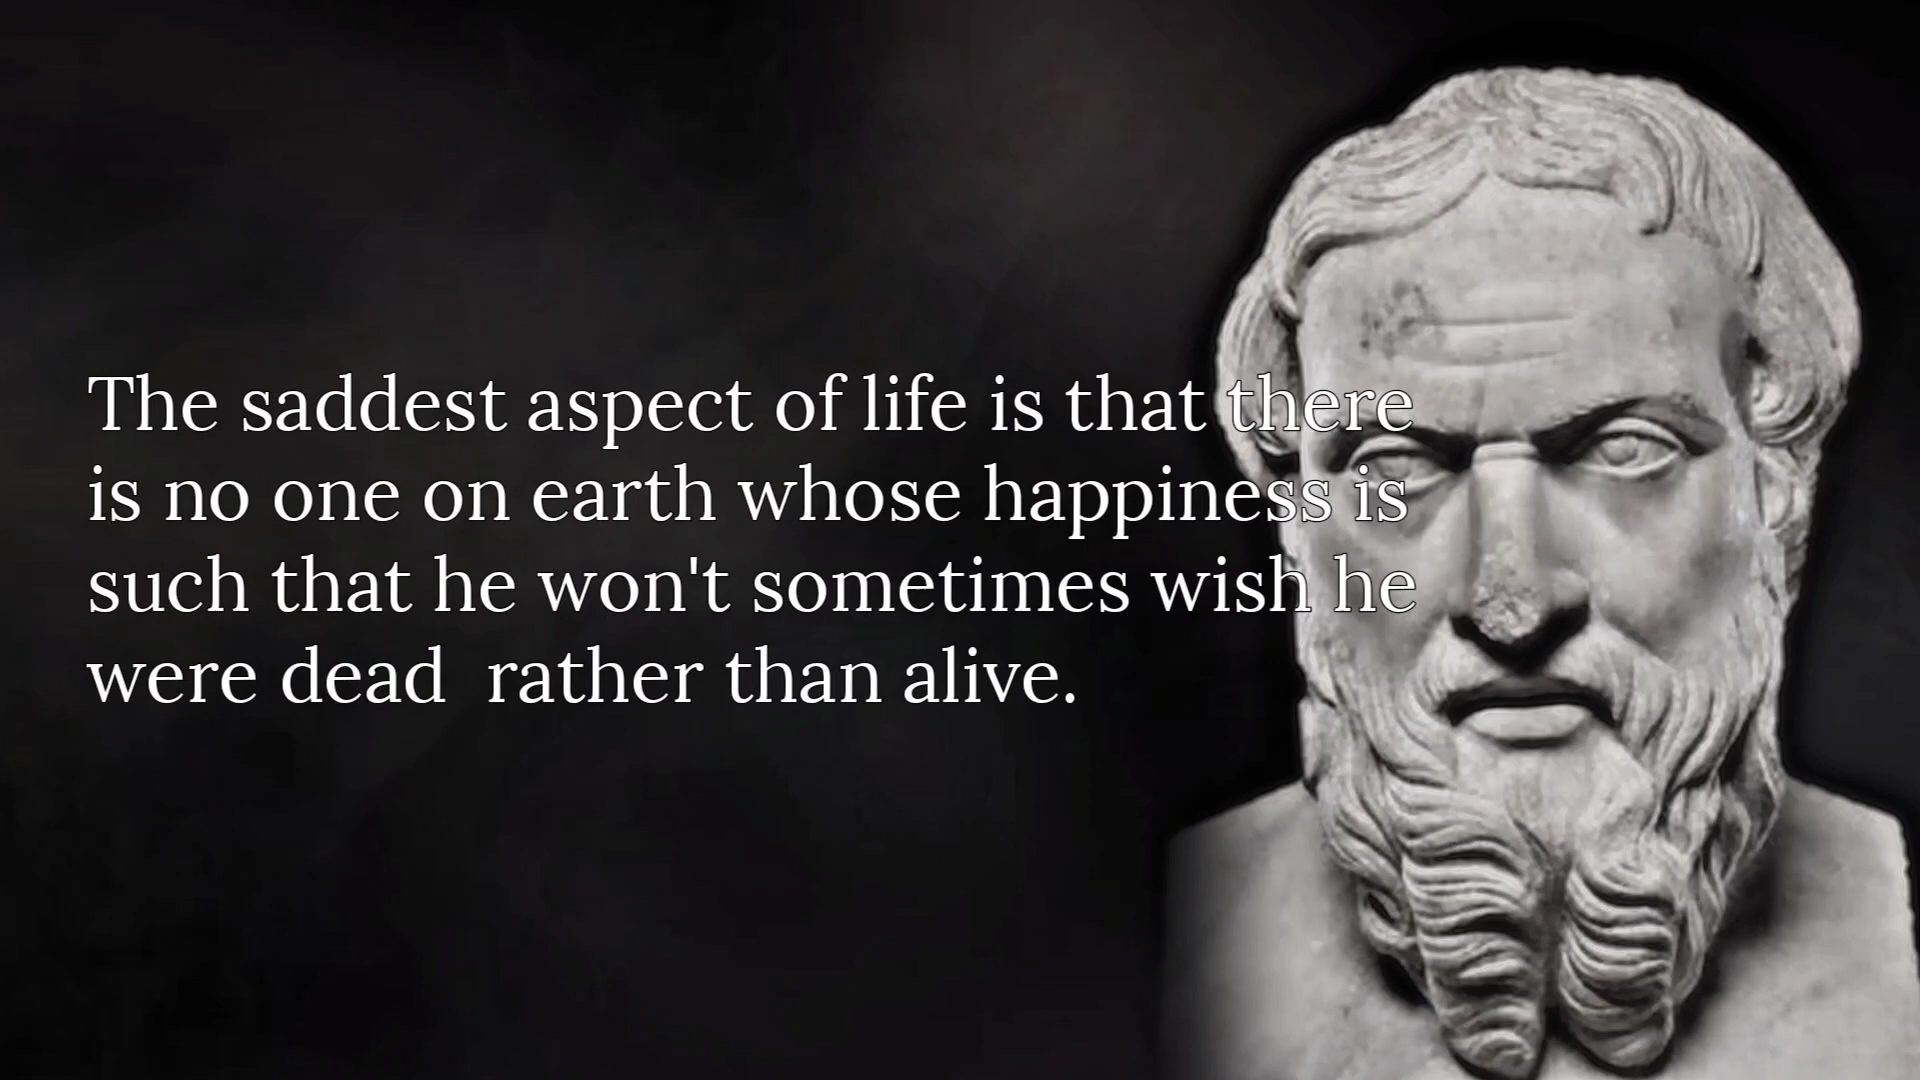 The saddest aspect of life is that there
is no one on earth whose happiness is
such that he won't sometimes wish he
were dead  rather than alive.